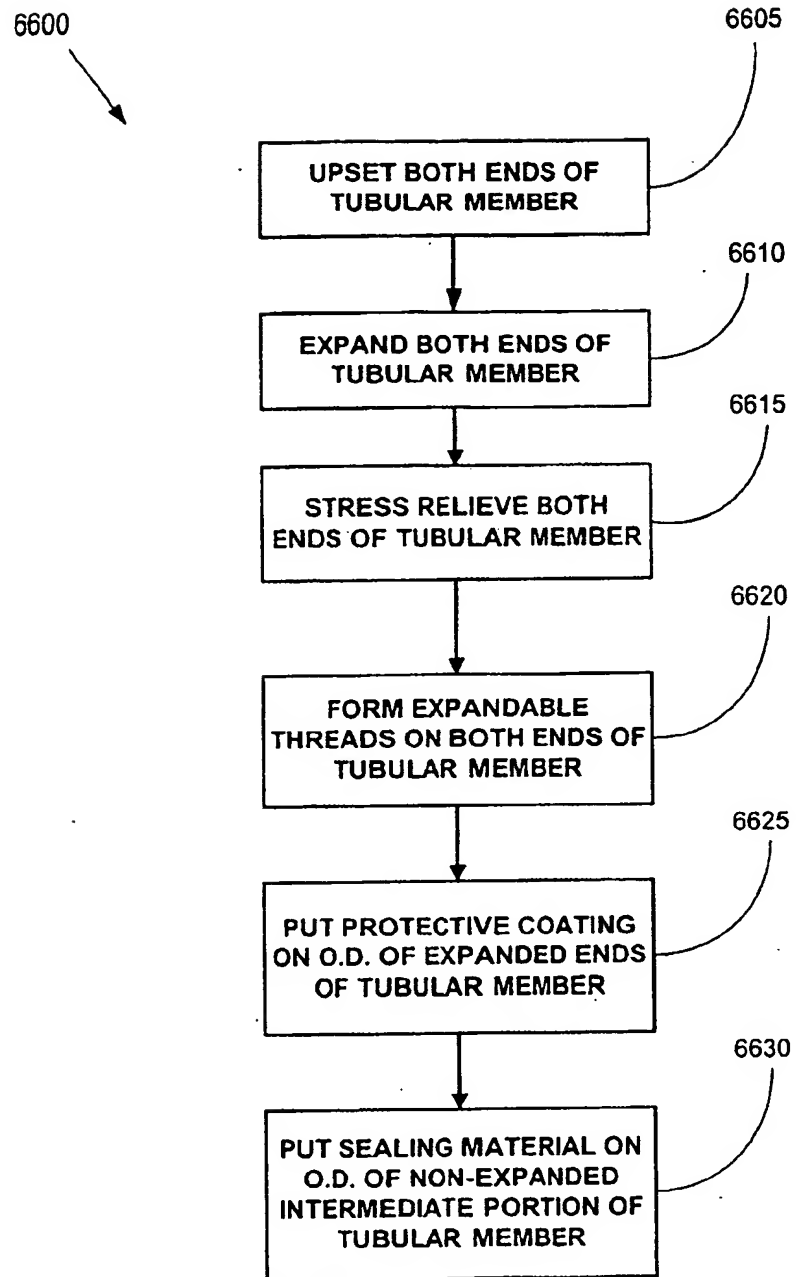 6600
6605
UPSET BOTH ENDS OF
TUBULAR MEMBER
6610
EXPAND BOTH ENDS OF
TUBULAR MEMBER
6615
STRESS RELIEVE BOTH
ENDS OF TUBULAR MEMBER
6620
FORM EXPANDABLE
THREADS ON BOTH ENDS OF
TUBULAR MEMBER
6625
PUT PROTECTIVE COATING
ON O.D. OF EXPANDED ENDS
OF TUBULAR MEMBER
6630
PUT SEALING MATERIAL ON
O.D. OF NON-EXPANDED
INTERMEDIATE PORTION OF
TUBULAR MEMBER